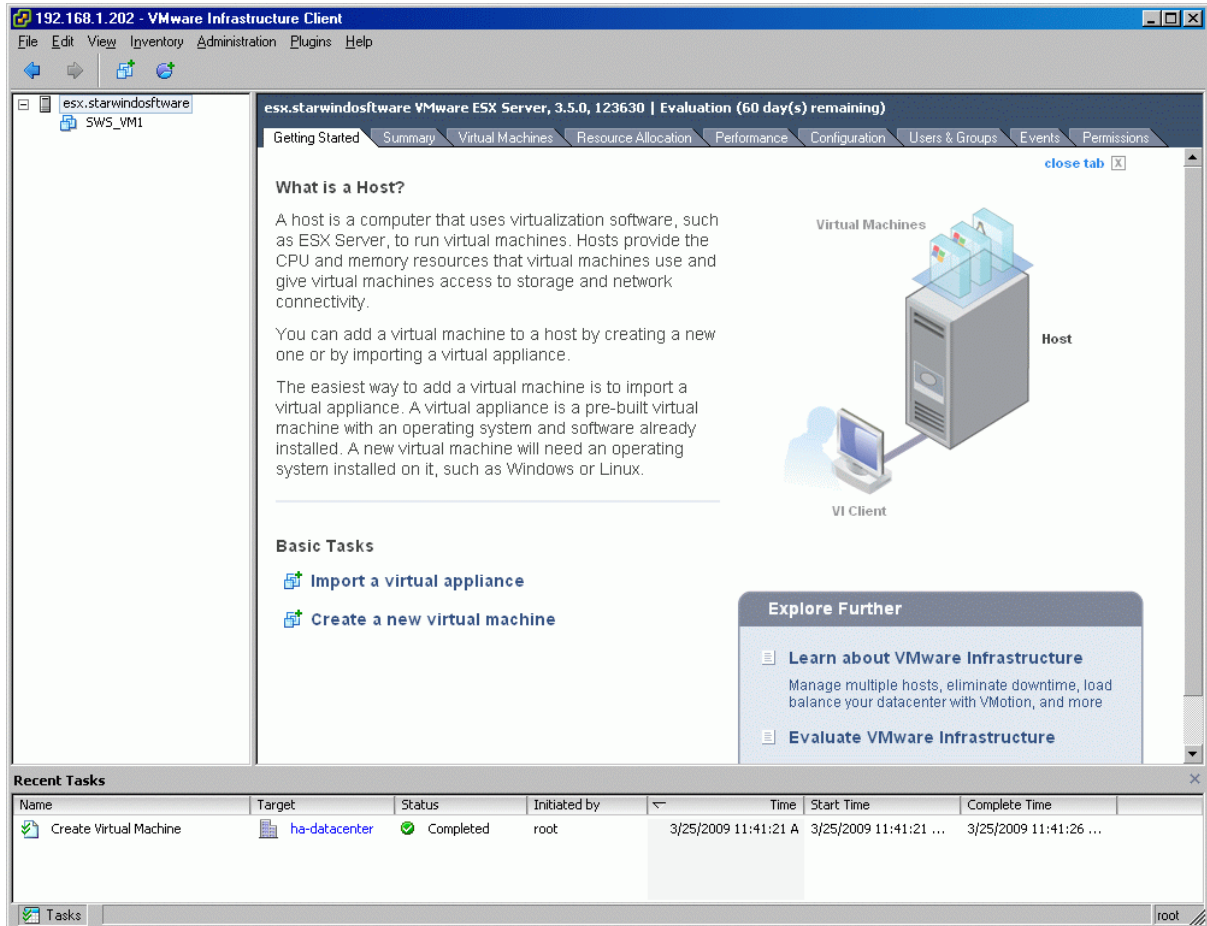 192.168.1.202 - VMware Infrastructure Client
File Edit View Inventory Administration Plugins Help
esx.starwindosftware
SWS_VM1
esx.starwindosftware VMware ESX Server, 3.5.0, 123630 | Evaluation (60 day(s) remaining)
Getting Started Summary Virtual Machines Resource Allocation Performance Configuration Users & Groups Events Permissions
close tab X
What is a Host?
A host is a computer that uses virtualization software, such
as ESX Server, to run virtual machines. Hosts provide the
CPU and memory resources that virtual machines use and
give virtual machines access to storage and network
connectivity.
You can add a virtual machine to a host by creating a new
one or by importing a virtual appliance.
The easiest way to add a virtual machine is to import a
virtual appliance. A virtual appliance is a pre-built virtual
machine with an operating system and software already
installed. A new virtual machine will need an operating
system installed on it, such as Windows or Linux.
Virtual Machines
Host
VI Client
Basic Tasks
Import a virtual appliance
Create a new virtual machine
Explore Further
Learn about VMware Infrastructure
Manage multiple hosts, eliminate downtime, load
balance your datacenter with VMotion, and more
Evaluate VMware Infrastructure
Recent Tasks
Name Target Status Initiated by Time Start Time Complete Time
Create Virtual Machine ha-datacenter Completed root 3/25/2009 11:41:21 A 3/25/2009 11:41:21 ... 3/25/2009 11:41:26 ...
Tasks root